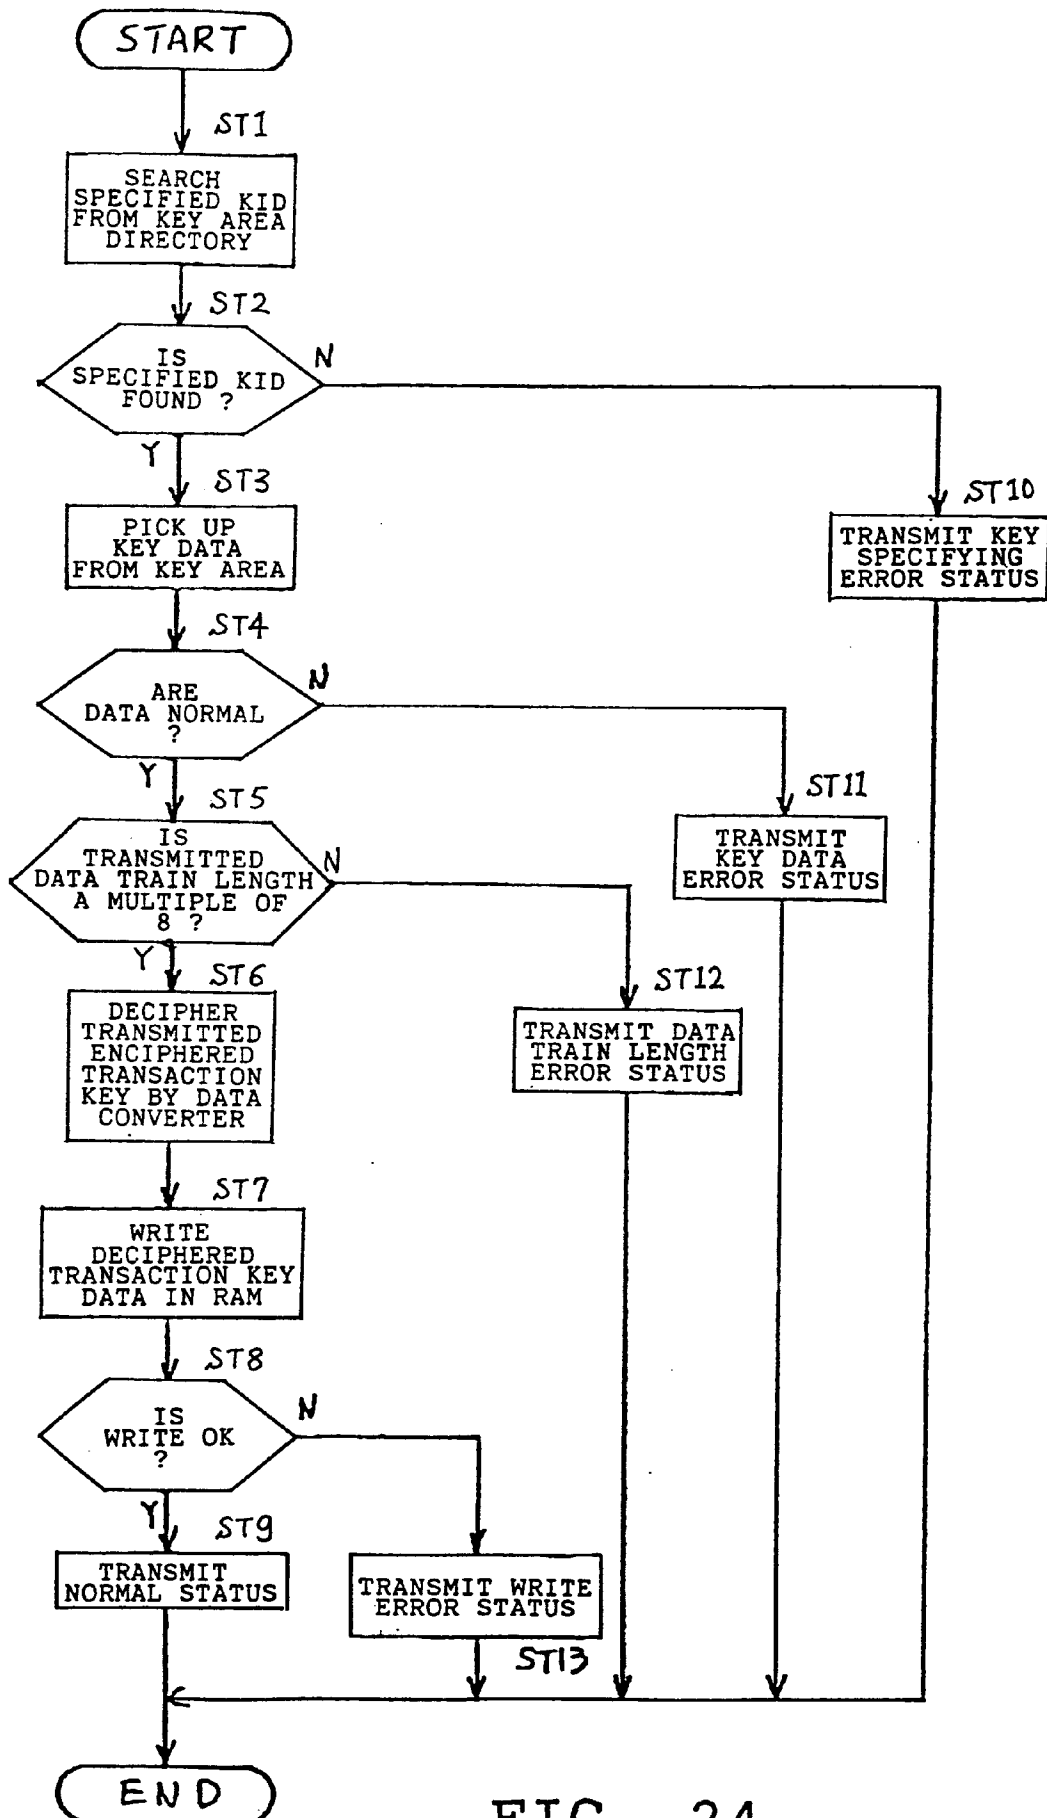 START
ST1
SEARCH
SPECIFIED KID
FROM KEY AREA
DIRECTORY
ST2
IS
SPECIFIED KID
FOUND ?
N
Y
ST3
PICK UP
KEY DATA
FROM KEY AREA
ST10
TRANSMIT KEY
SPECIFYING
ERROR STATUS
ST4
ARE
DATA NORMAL
?
N
Y
ST11
TRANSMIT
KEY DATA
ERROR STATUS
ST5
IS
TRANSMITTED
DATA TRAIN LENGTH
A MULTIPLE OF
8 ?
N
Y
ST12
TRANSMIT DATA
TRAIN LENGTH
ERROR STATUS
ST6
DECIPHER
TRANSMITTED
ENCIPHERED
TRANSACTION
KEY BY DATA
CONVERTER
ST7
WRITE
DECIPHERED
TRANSACTION KEY
DATA IN RAM
ST8
IS
WRITE OK
?
N
Y
ST9
TRANSMIT
NORMAL STATUS
TRANSMIT WRITE
ERROR STATUS
ST13
END
FIG. 24